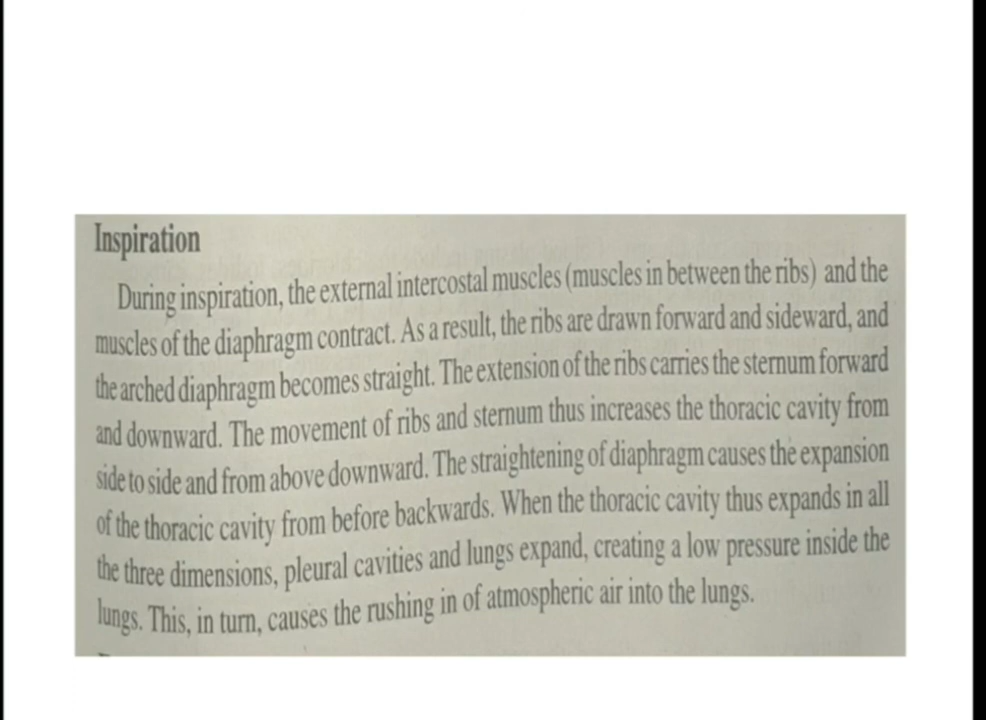 Inspiration
During inspiration, the external intercostal muscles (muscles in between the ribs) and the
muscles of the diaphragm contract. As a result, the ribs are drawn forward and sideward, and
the arched diaphragm becomes straight. The extension of the ribs carries the sternum forward
and downward. The movement of ribs and sternum thus increases the thoracic cavity from
side to side and from above downward. The straightening of diaphragm causes the expansion
of the thoracic cavity from before backwards. When the thoracic cavity thus expands in all
the three dimensions, pleural cavities and lungs expand, creating a low pressure inside the
lungs. This, in turn, causes the rushing in of atmospheric air into the lungs.